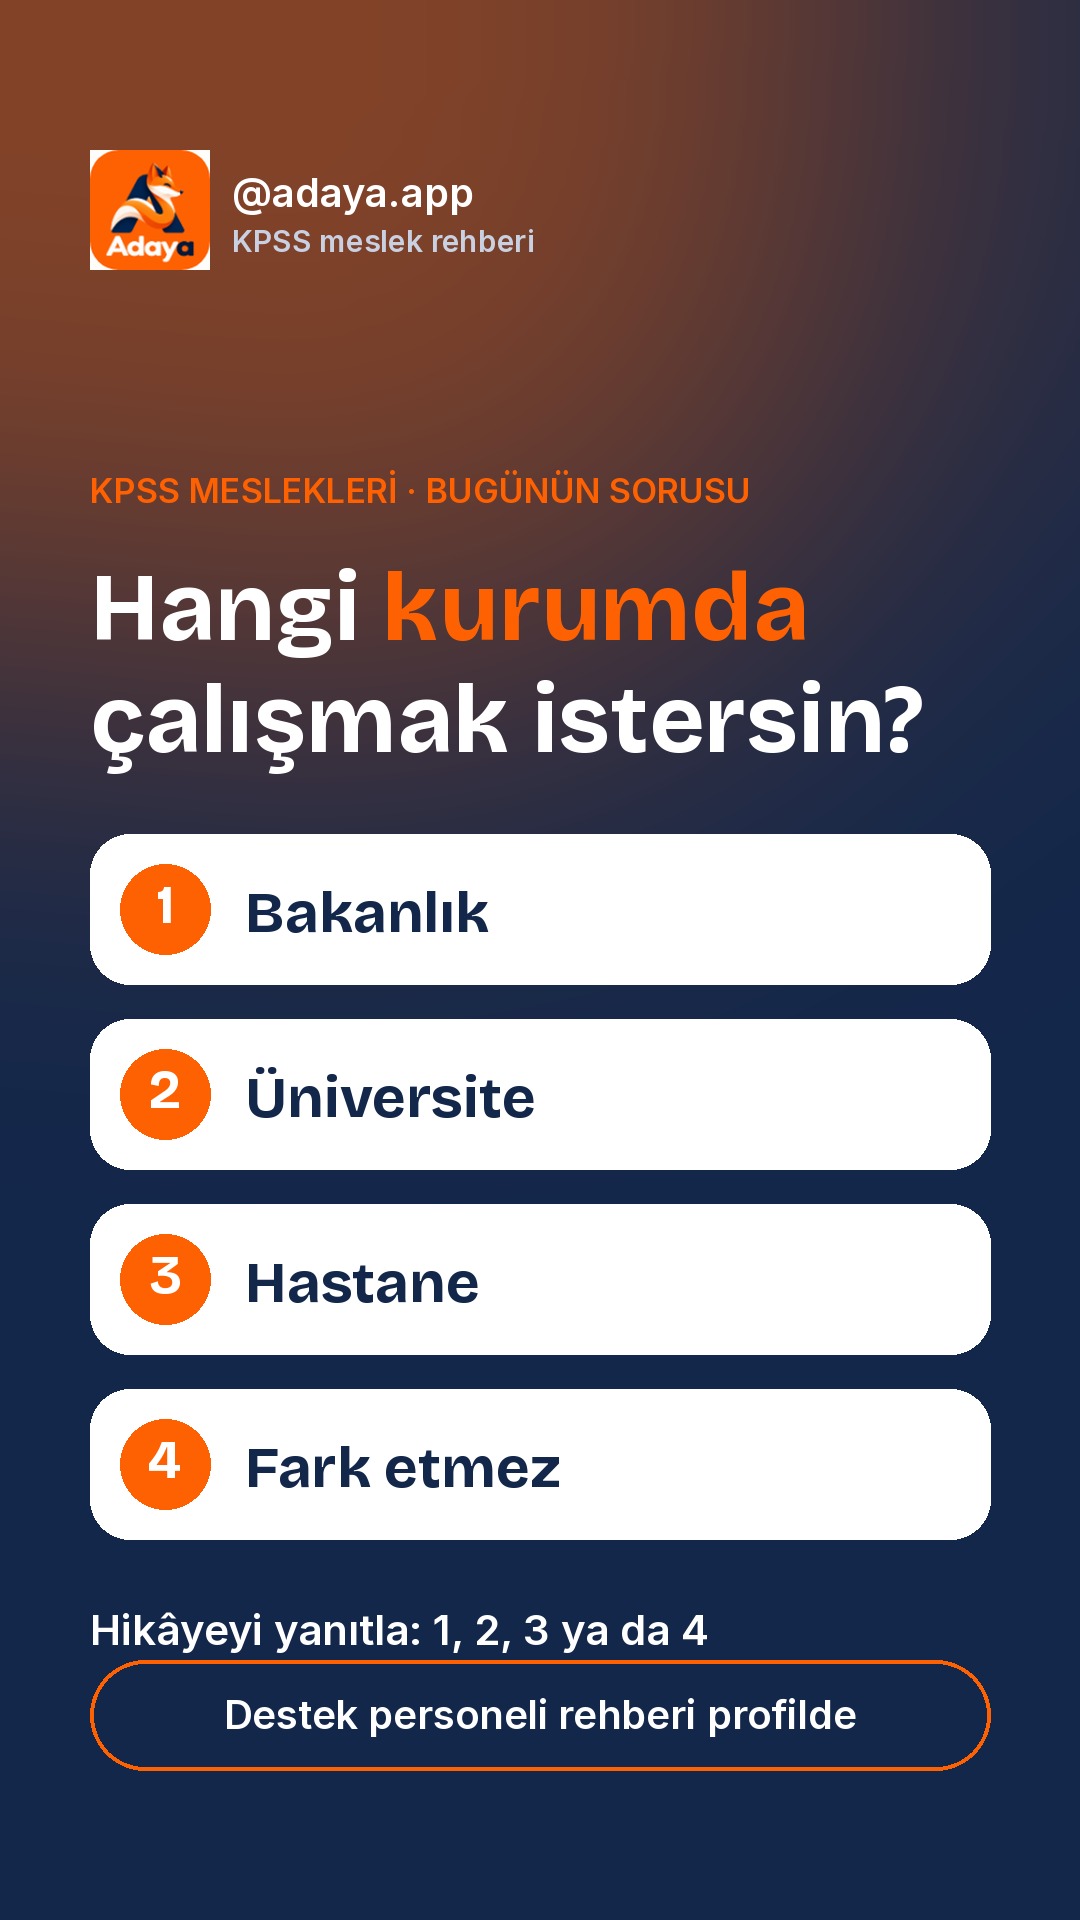 Adaya
@adaya.app
KPSS meslek rehberi
KPSS MESLEKLERİ · BUGÜNÜN SORUSU
Hangi kurumda
çalışmak istersin?
1 Bakanlık
2 Üniversite
3 Hastane
4 Fark etmez
Hikâyeyi yanıtla: 1, 2, 3 ya da 4
Destek personeli rehberi profilde